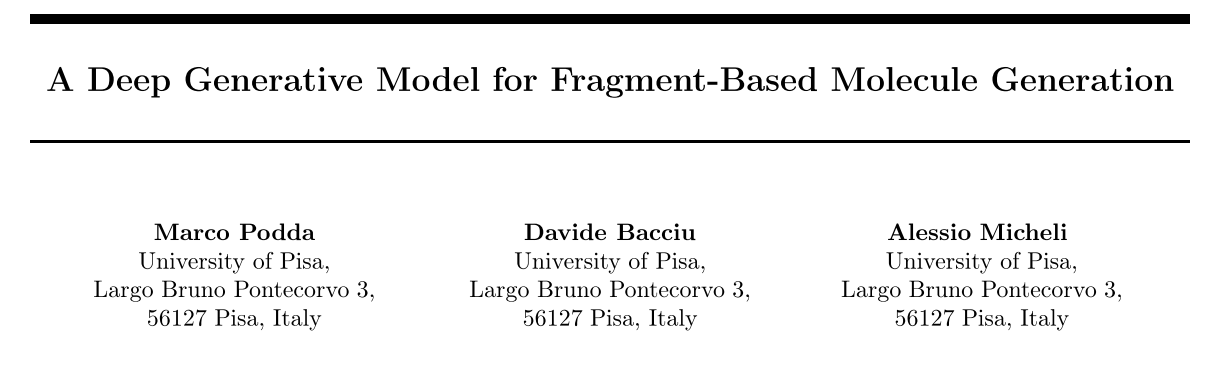 A Deep Generative Model for Fragment-Based Molecule Generation
Marco Podda
University of Pisa,
Largo Bruno Pontecorvo 3,
56127 Pisa, Italy
Davide Bacciu
University of Pisa,
Largo Bruno Pontecorvo 3,
56127 Pisa, Italy
Alessio Micheli
University of Pisa,
Largo Bruno Pontecorvo 3,
56127 Pisa, Italy